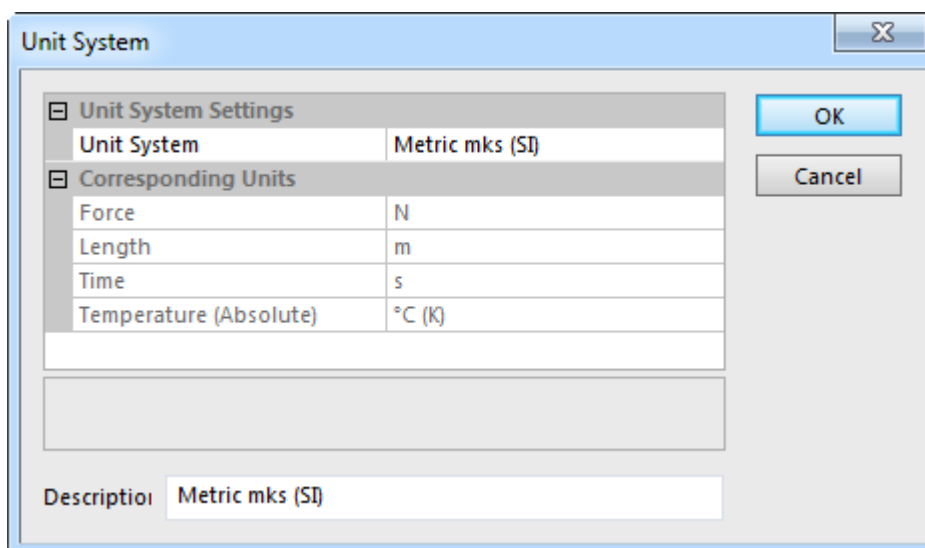 Unit System
Unit System Settings
OK
Unit System Metric mks (SI)
Corresponding Units
Cancel
Force N
Length m
Time s
Temperature (Absolute) °C (K)
Description Metric mks (SI)